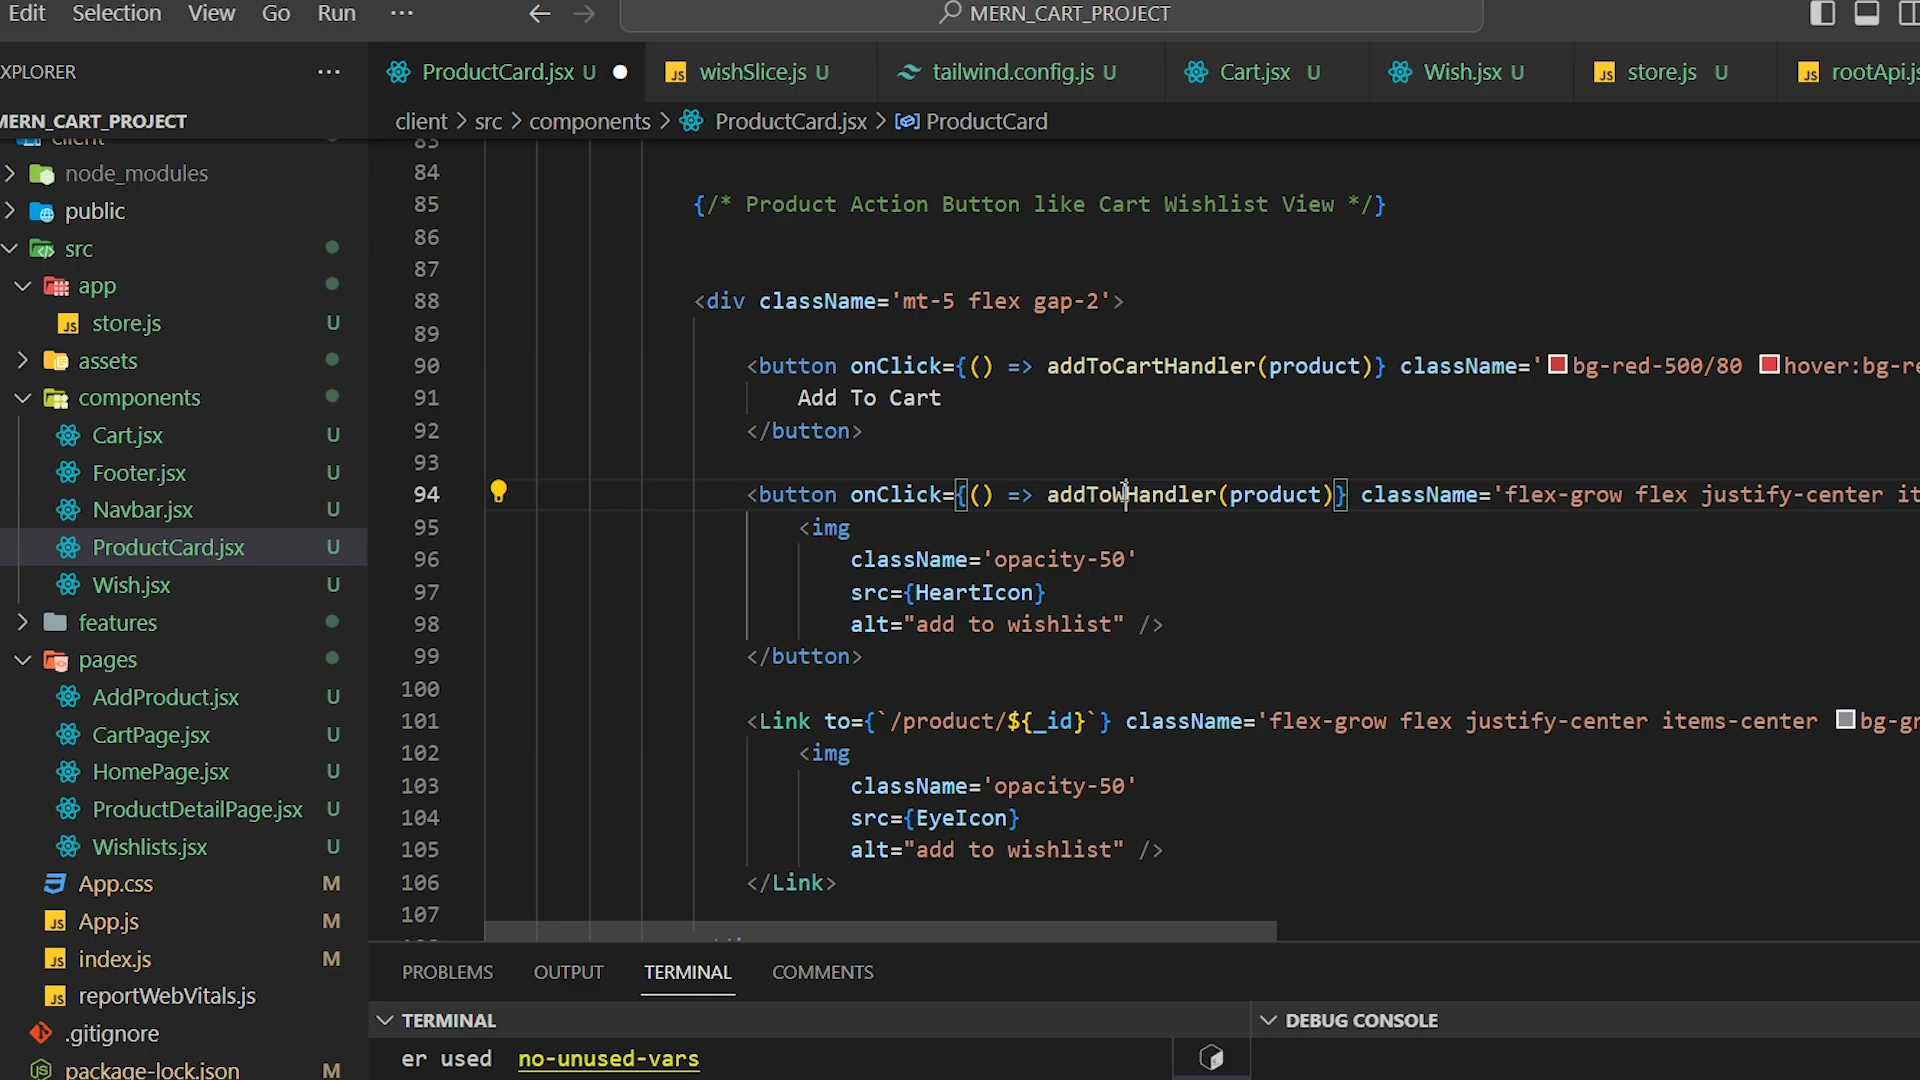 Edit Selection View Go Run ···
MERN_CART_PROJECT
XPLORER ···
ProductCard.jsx U
wishSlice.js U
tailwind.config.js U
Cart.jsx U
Wish.jsx U
store.js U
rootApi.js
client > src > components > ProductCard.jsx > ProductCard
MERN_CART_PROJECT
client
node_modules
public
src
app
store.js U
assets
components
Cart.jsx U
Footer.jsx U
Navbar.jsx U
ProductCard.jsx U
Wish.jsx U
features
pages
AddProduct.jsx U
CartPage.jsx U
HomePage.jsx U
ProductDetailPage.jsx U
Wishlists.jsx U
App.css M
App.js M
index.js M
reportWebVitals.js
.gitignore
package-lock.json M
83
84
85 {/* Product Action Button like Cart Wishlist View */}
86
87
88 <div className='mt-5 flex gap-2'>
89
90 <button onClick={() => addToCartHandler(product)} className='bg-red-500/80 hover:bg-re
91 Add To Cart
92 </button>
93
94 <button onClick={() => addToWHandler(product)} className='flex-grow flex justify-center it
95 <img
96 className='opacity-50'
97 src={HeartIcon}
98 alt="add to wishlist" />
99 </button>
100
101 <Link to={`/product/${_id}`} className='flex-grow flex justify-center items-center bg-gr
102 <img
103 className='opacity-50'
104 src={EyeIcon}
105 alt="add to wishlist" />
106 </Link>
107
PROBLEMS OUTPUT TERMINAL COMMENTS
TERMINAL
DEBUG CONSOLE
er used no-unused-vars